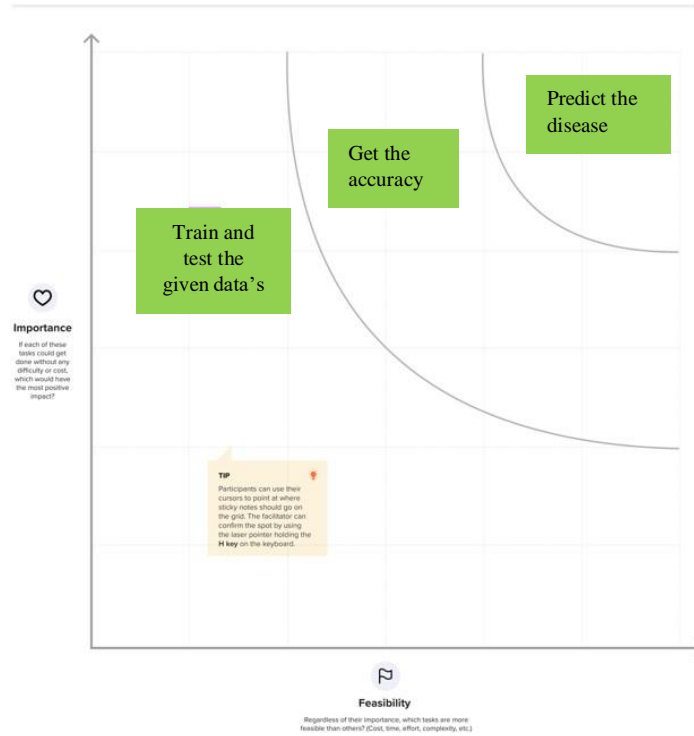 Predict the
disease
Get the
accuracy
Train and
test the
given data's
Importance
If each of these
tasks could get
done without any
difficulty or cost,
which would have
the most positive
impact?
TIP
Participants can use their
cursors to point at where
sticky notes should go on
the grid. The facilitator can
confirm the spot by using
the laser pointer holding the
H key on the keyboard.
Feasibility
Regardless of their importance, which tasks are more
feasible than others? (Cost, time, effort, complexity, etc.)